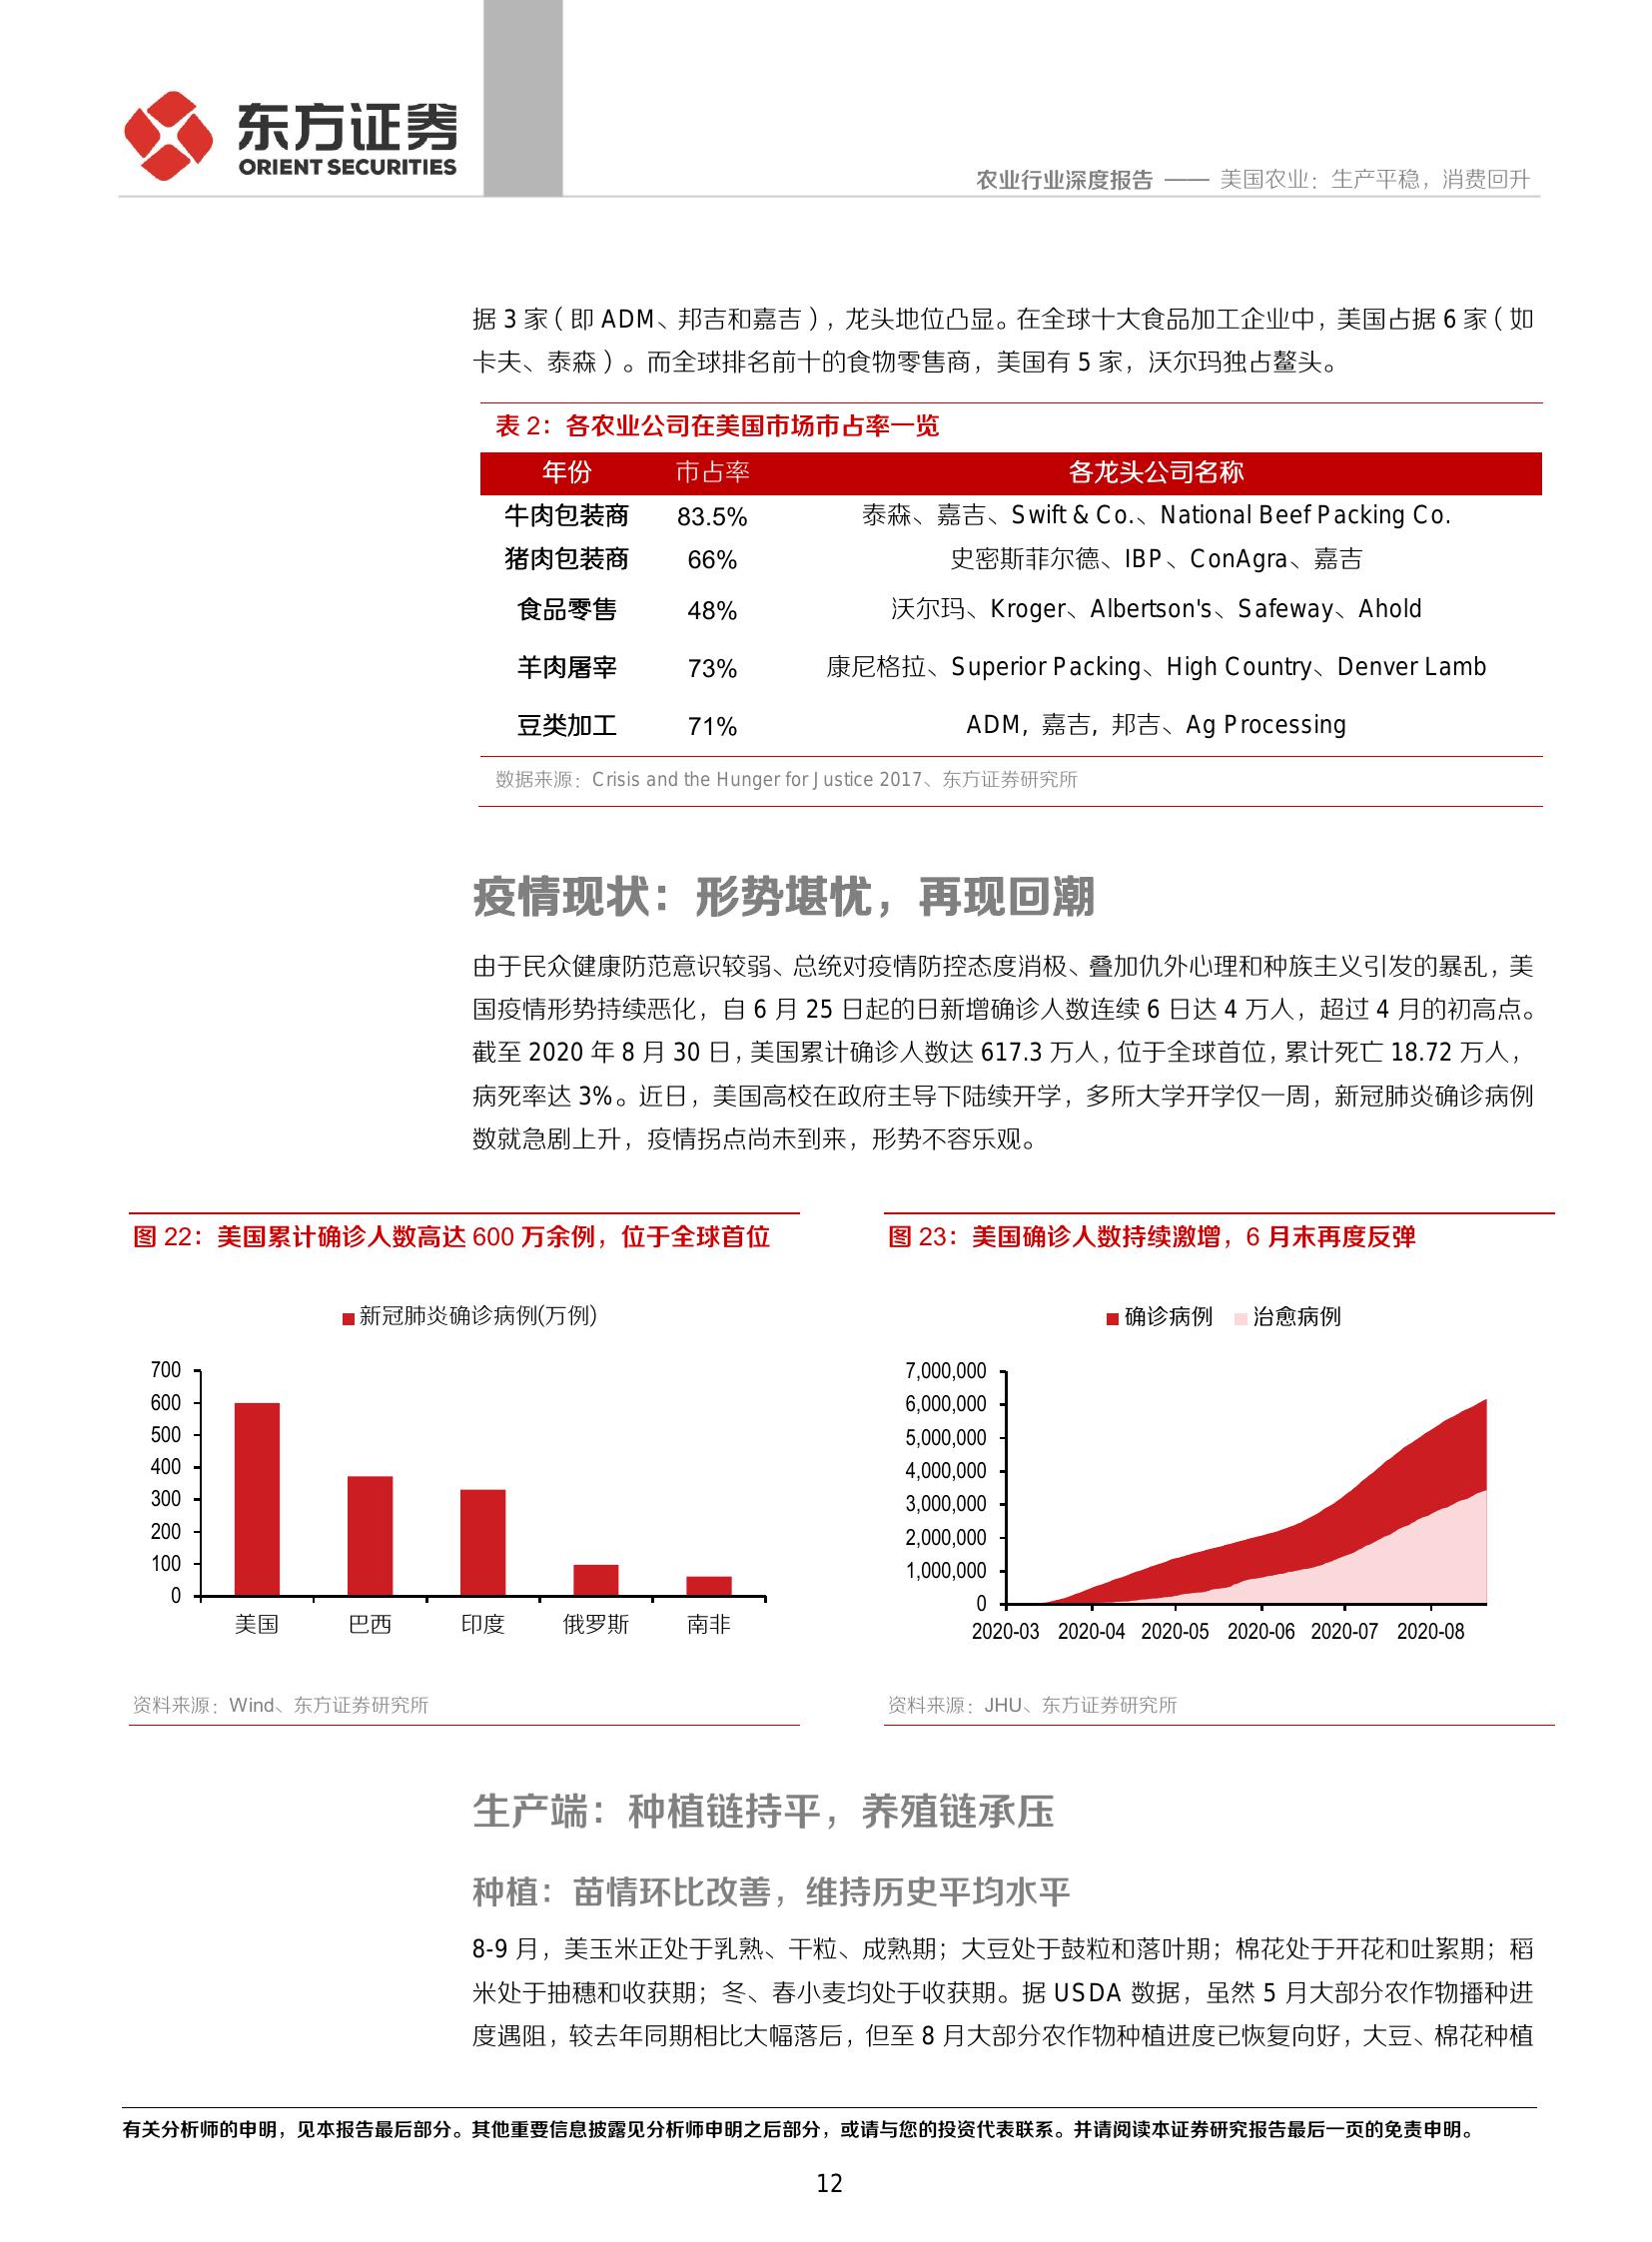 东方证券
ORIENT SECURITIES
农业行业深度报告 —— 美国农业：生产平稳，消费回升
据 3 家（即 ADM、邦吉和嘉吉），龙头地位凸显。在全球十大食品加工企业中，美国占据 6 家（如
卡夫、泰森）。而全球排名前十的食物零售商，美国有 5 家，沃尔玛独占鳌头。
表 2：各农业公司在美国市场市占率一览
年份 市占率 各龙头公司名称
牛肉包装商 83.5% 泰森、嘉吉、Swift & Co.、National Beef Packing Co.
猪肉包装商 66% 史密斯菲尔德、IBP、ConAgra、嘉吉
食品零售 48% 沃尔玛、Kroger、Albertson's、Safeway、Ahold
羊肉屠宰 73% 康尼格拉、Superior Packing、High Country、Denver Lamb
豆类加工 71% ADM，嘉吉，邦吉、Ag Processing
数据来源：Crisis and the Hunger for Justice 2017、东方证券研究所
疫情现状：形势堪忧，再现回潮
由于民众健康防范意识较弱、总统对疫情防控态度消极、叠加仇外心理和种族主义引发的暴乱，美
国疫情形势持续恶化，自 6 月 25 日起的日新增确诊人数连续 6 日达 4 万人，超过 4 月的初高点。
截至 2020 年 8 月 30 日，美国累计确诊人数达 617.3 万人，位于全球首位，累计死亡 18.72 万人，
病死率达 3%。近日，美国高校在政府主导下陆续开学，多所大学开学仅一周，新冠肺炎确诊病例
数就急剧上升，疫情拐点尚未到来，形势不容乐观。
图 22：美国累计确诊人数高达 600 万余例，位于全球首位
新冠肺炎确诊病例(万例)
700
600
500
400
300
200
100
0
美国 巴西 印度 俄罗斯 南非
资料来源：Wind、东方证券研究所
图 23：美国确诊人数持续激增，6 月末再度反弹
确诊病例 治愈病例
7,000,000
6,000,000
5,000,000
4,000,000
3,000,000
2,000,000
1,000,000
0
2020-03 2020-04 2020-05 2020-06 2020-07 2020-08
资料来源：JHU、东方证券研究所
生产端：种植链持平，养殖链承压
种植：苗情环比改善，维持历史平均水平
8-9 月，美玉米正处于乳熟、干粒、成熟期；大豆处于鼓粒和落叶期；棉花处于开花和吐絮期；稻
米处于抽穗和收获期；冬、春小麦均处于收获期。据 USDA 数据，虽然 5 月大部分农作物播种进
度遇阻，较去年同期相比大幅落后，但至 8 月大部分农作物种植进度已恢复向好，大豆、棉花种植
有关分析师的申明，见本报告最后部分。其他重要信息披露见分析师申明之后部分，或请与您的投资代表联系。并请阅读本证券研究报告最后一页的免责申明。
12